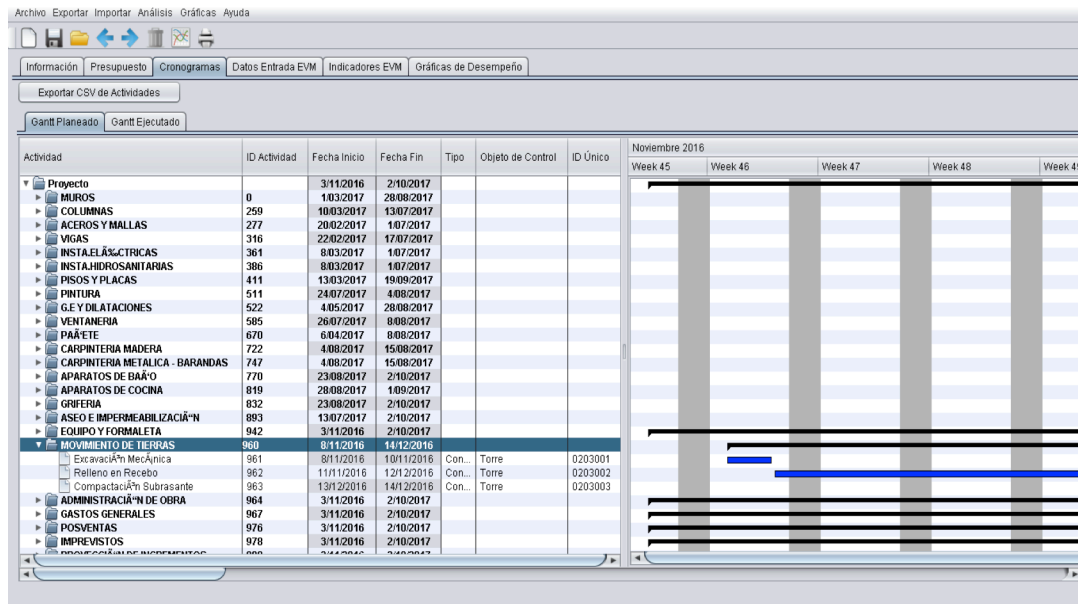 Archivo Exportar Importar Análisis Gráficas Ayuda
Información Presupuesto Cronogramas Datos Entrada EVM Indicadores EVM Gráficas de Desempeño
Exportar CSV de Actividades
Gantt Planeado Gantt Ejecutado
Actividad ID Actividad Fecha Inicio Fecha Fin Tipo Objeto de Control ID Único Noviembre 2016
Week 45 Week 46 Week 47 Week 48 Week 49
Proyecto 3/11/2016 2/10/2017
MUROS 0 1/03/2017 28/08/2017
COLUMNAS 259 10/03/2017 13/07/2017
ACEROS Y MALLAS 277 20/02/2017 1/07/2017
VIGAS 316 22/02/2017 17/07/2017
INSTA.ELÃ‰CTRICAS 361 8/03/2017 1/07/2017
INSTA.HIDROSANITARIAS 386 8/03/2017 1/07/2017
PISOS Y PLACAS 411 13/03/2017 19/09/2017
PINTURA 511 24/07/2017 4/08/2017
G.E Y DILATACIONES 522 4/05/2017 28/08/2017
VENTANERIA 585 26/07/2017 8/08/2017
PAÃ‘ETE 670 6/04/2017 8/08/2017
CARPINTERIA MADERA 722 4/08/2017 15/08/2017
CARPINTERIA METALICA - BARANDAS 747 4/08/2017 15/08/2017
APARATOS DE BAÃ‘O 770 23/08/2017 2/10/2017
APARATOS DE COCINA 819 28/08/2017 1/09/2017
GRIFERIA 832 23/08/2017 2/10/2017
ASEO E IMPERMEABILIZACIÃ“N 893 13/07/2017 2/10/2017
EQUIPO Y FORMALETA 942 3/11/2016 2/10/2017
MOVIMIENTO DE TIERRAS 960 8/11/2016 14/12/2016
ExcavaciÃ³n MecÃ¡nica 961 8/11/2016 10/11/2016 Con... Torre 0203001
Relleno en Recebo 962 11/11/2016 12/12/2016 Con... Torre 0203002
CompactaciÃ³n Subrasante 963 13/12/2016 14/12/2016 Con... Torre 0203003
ADMINISTRACIÃ“N DE OBRA 964 3/11/2016 2/10/2017
GASTOS GENERALES 967 3/11/2016 2/10/2017
POSVENTAS 976 3/11/2016 2/10/2017
IMPREVISTOS 978 3/11/2016 2/10/2017